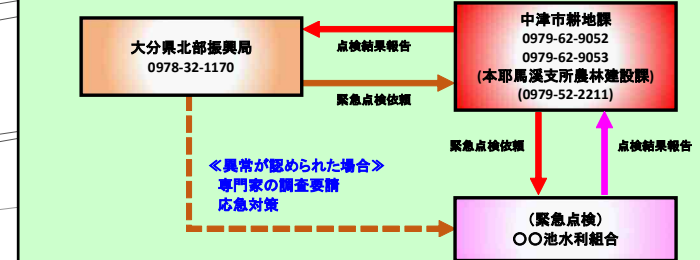 大分県北部振興局
0978-32-1170
点検結果報告
緊急点検依頼
中津市耕地課
0979-62-9052
0979-62-9053
(本耶馬溪支所農林建設課)
(0979-52-2211)
緊急点検依頼
点検結果報告
≪異常が認められた場合≫
専門家の調査要請
応急対策
(緊急点検)
〇〇池水利組合